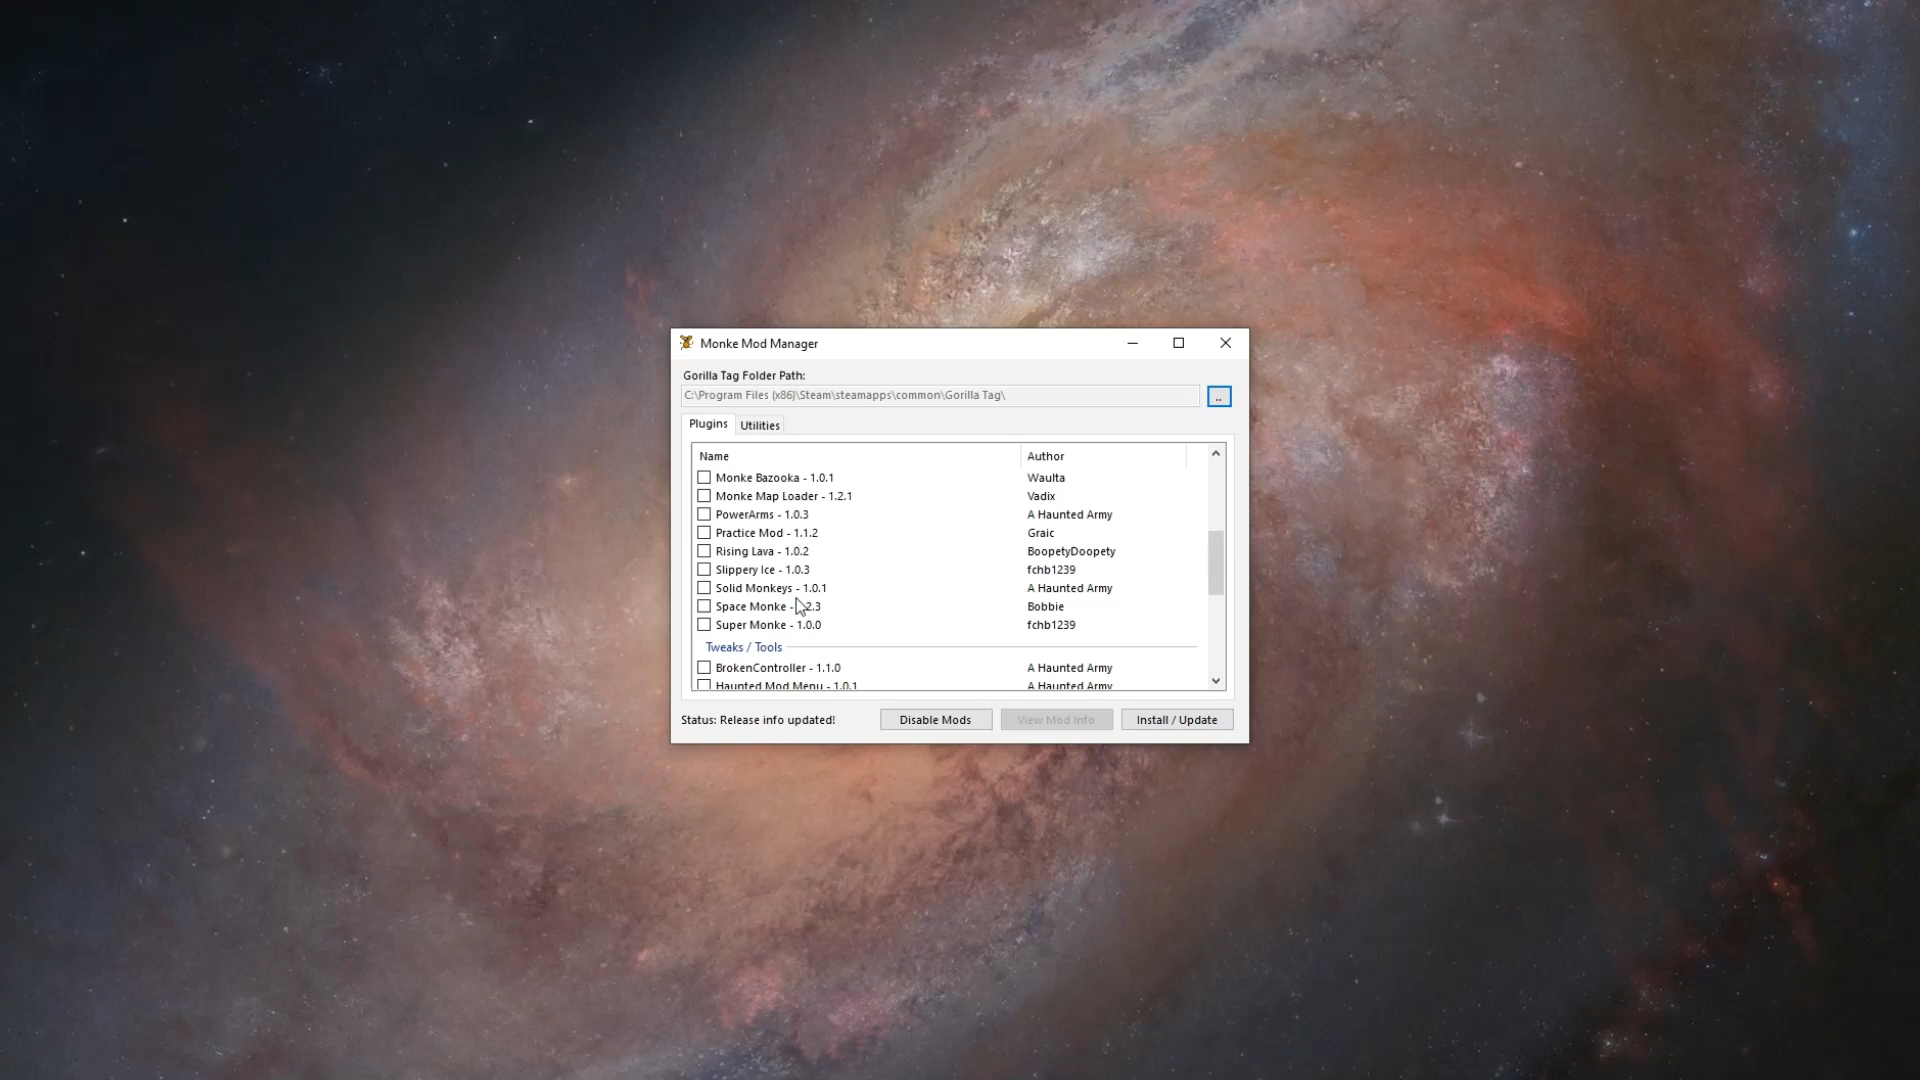 Monke Mod Manager
Gorilla Tag Folder Path:
C:\Program Files (x86)\Steam\steamapps\common\Gorilla Tag\
..
Plugins Utilities
Name Author
Monke Bazooka - 1.0.1 Waulta
Monke Map Loader - 1.2.1 Vadix
PowerArms - 1.0.3 A Haunted Army
Practice Mod - 1.1.2 Graic
Rising Lava - 1.0.2 BoopetyDoopety
Slippery Ice - 1.0.3 fchb1239
Solid Monkeys - 1.0.1 A Haunted Army
Space Monke - 2.3 Bobbie
Super Monke - 1.0.0 fchb1239
Tweaks / Tools
BrokenController - 1.1.0 A Haunted Army
Haunted Mod Menu - 1.0.1 A Haunted Army
Status: Release info updated! Disable Mods View Mod Info Install / Update